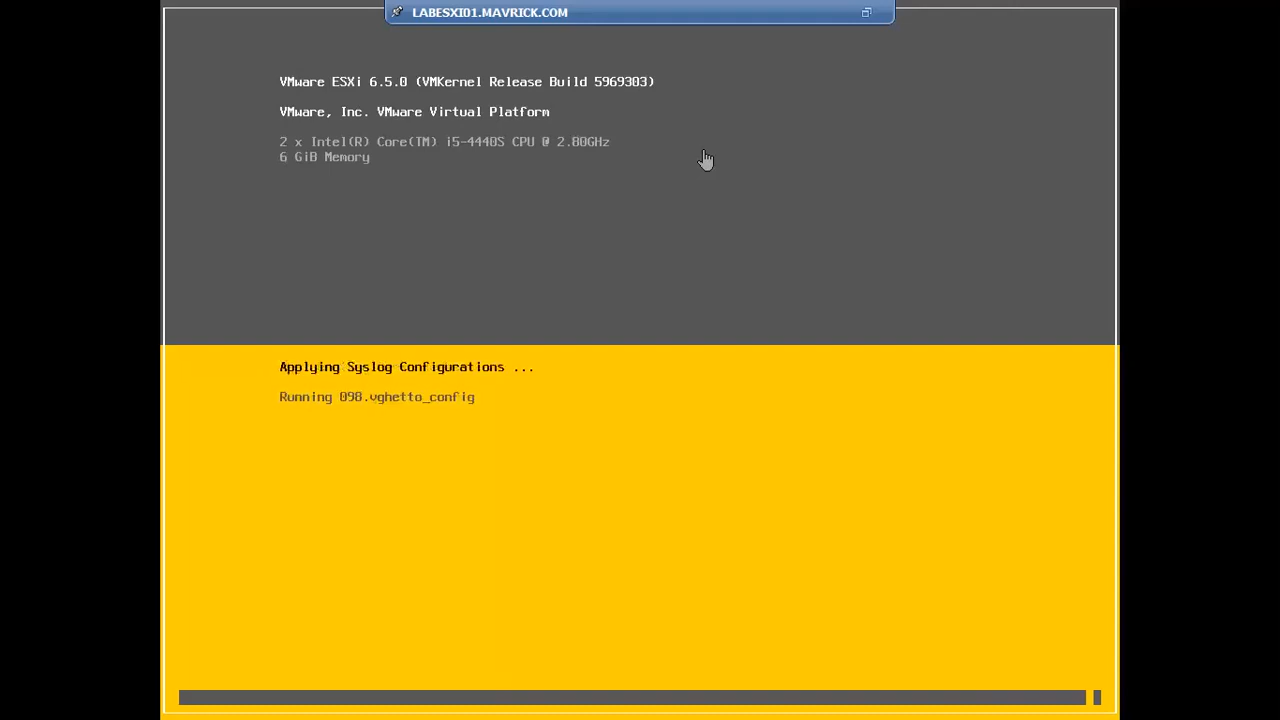 LABESXI01.MAVRICK.COM
VMware ESXi 6.5.0 (VMKernel Release Build 5969303)
VMware, Inc. VMware Virtual Platform
2 x Intel(R) Core(TM) i5-4440S CPU @ 2.80GHz
6 GiB Memory
Applying Syslog Configurations ...
Running 098.vghetto_config